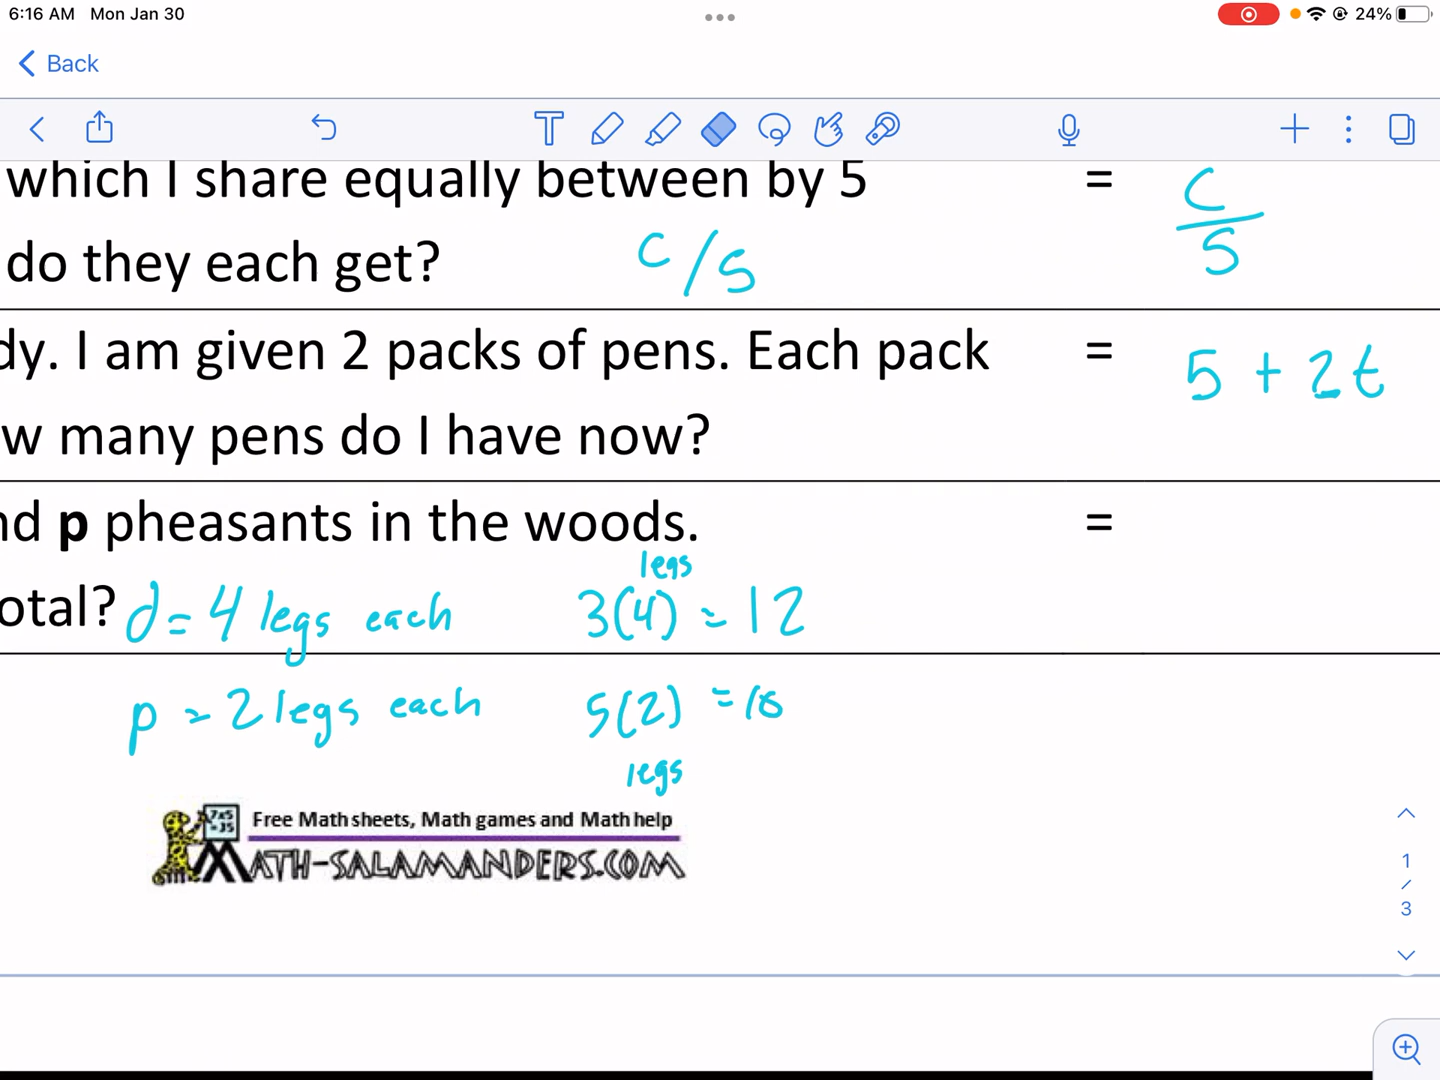 6:16 AM Mon Jan 30
24%
Back
which I share equally between by 5 = C/5
do they each get? c/5
dy. I am given 2 packs of pens. Each pack = 5 + 2t
w many pens do I have now?
nd p pheasants in the woods. =
legs
otal? d = 4 legs each 3(4) = 12
p = 2 legs each 5(2) = 10
legs
7x5
=35
Free Math sheets, Math games and Math help
MATH-SALAMANDERS.COM
1
/
3